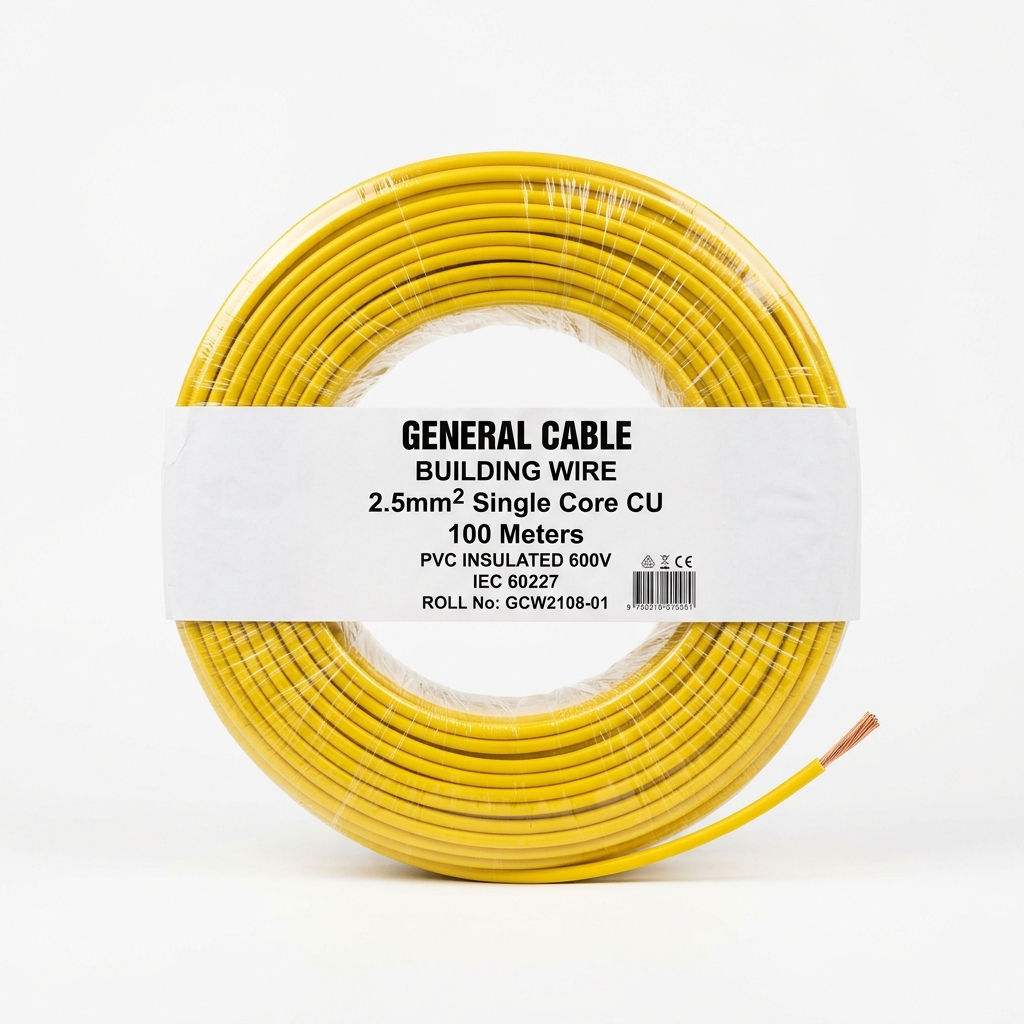 GENERAL CABLE
BUILDING WIRE
2.5mm² Single Core CU
100 Meters
PVC INSULATED 600V
IEC 60227
CE
ROLL No: GCW2108-01